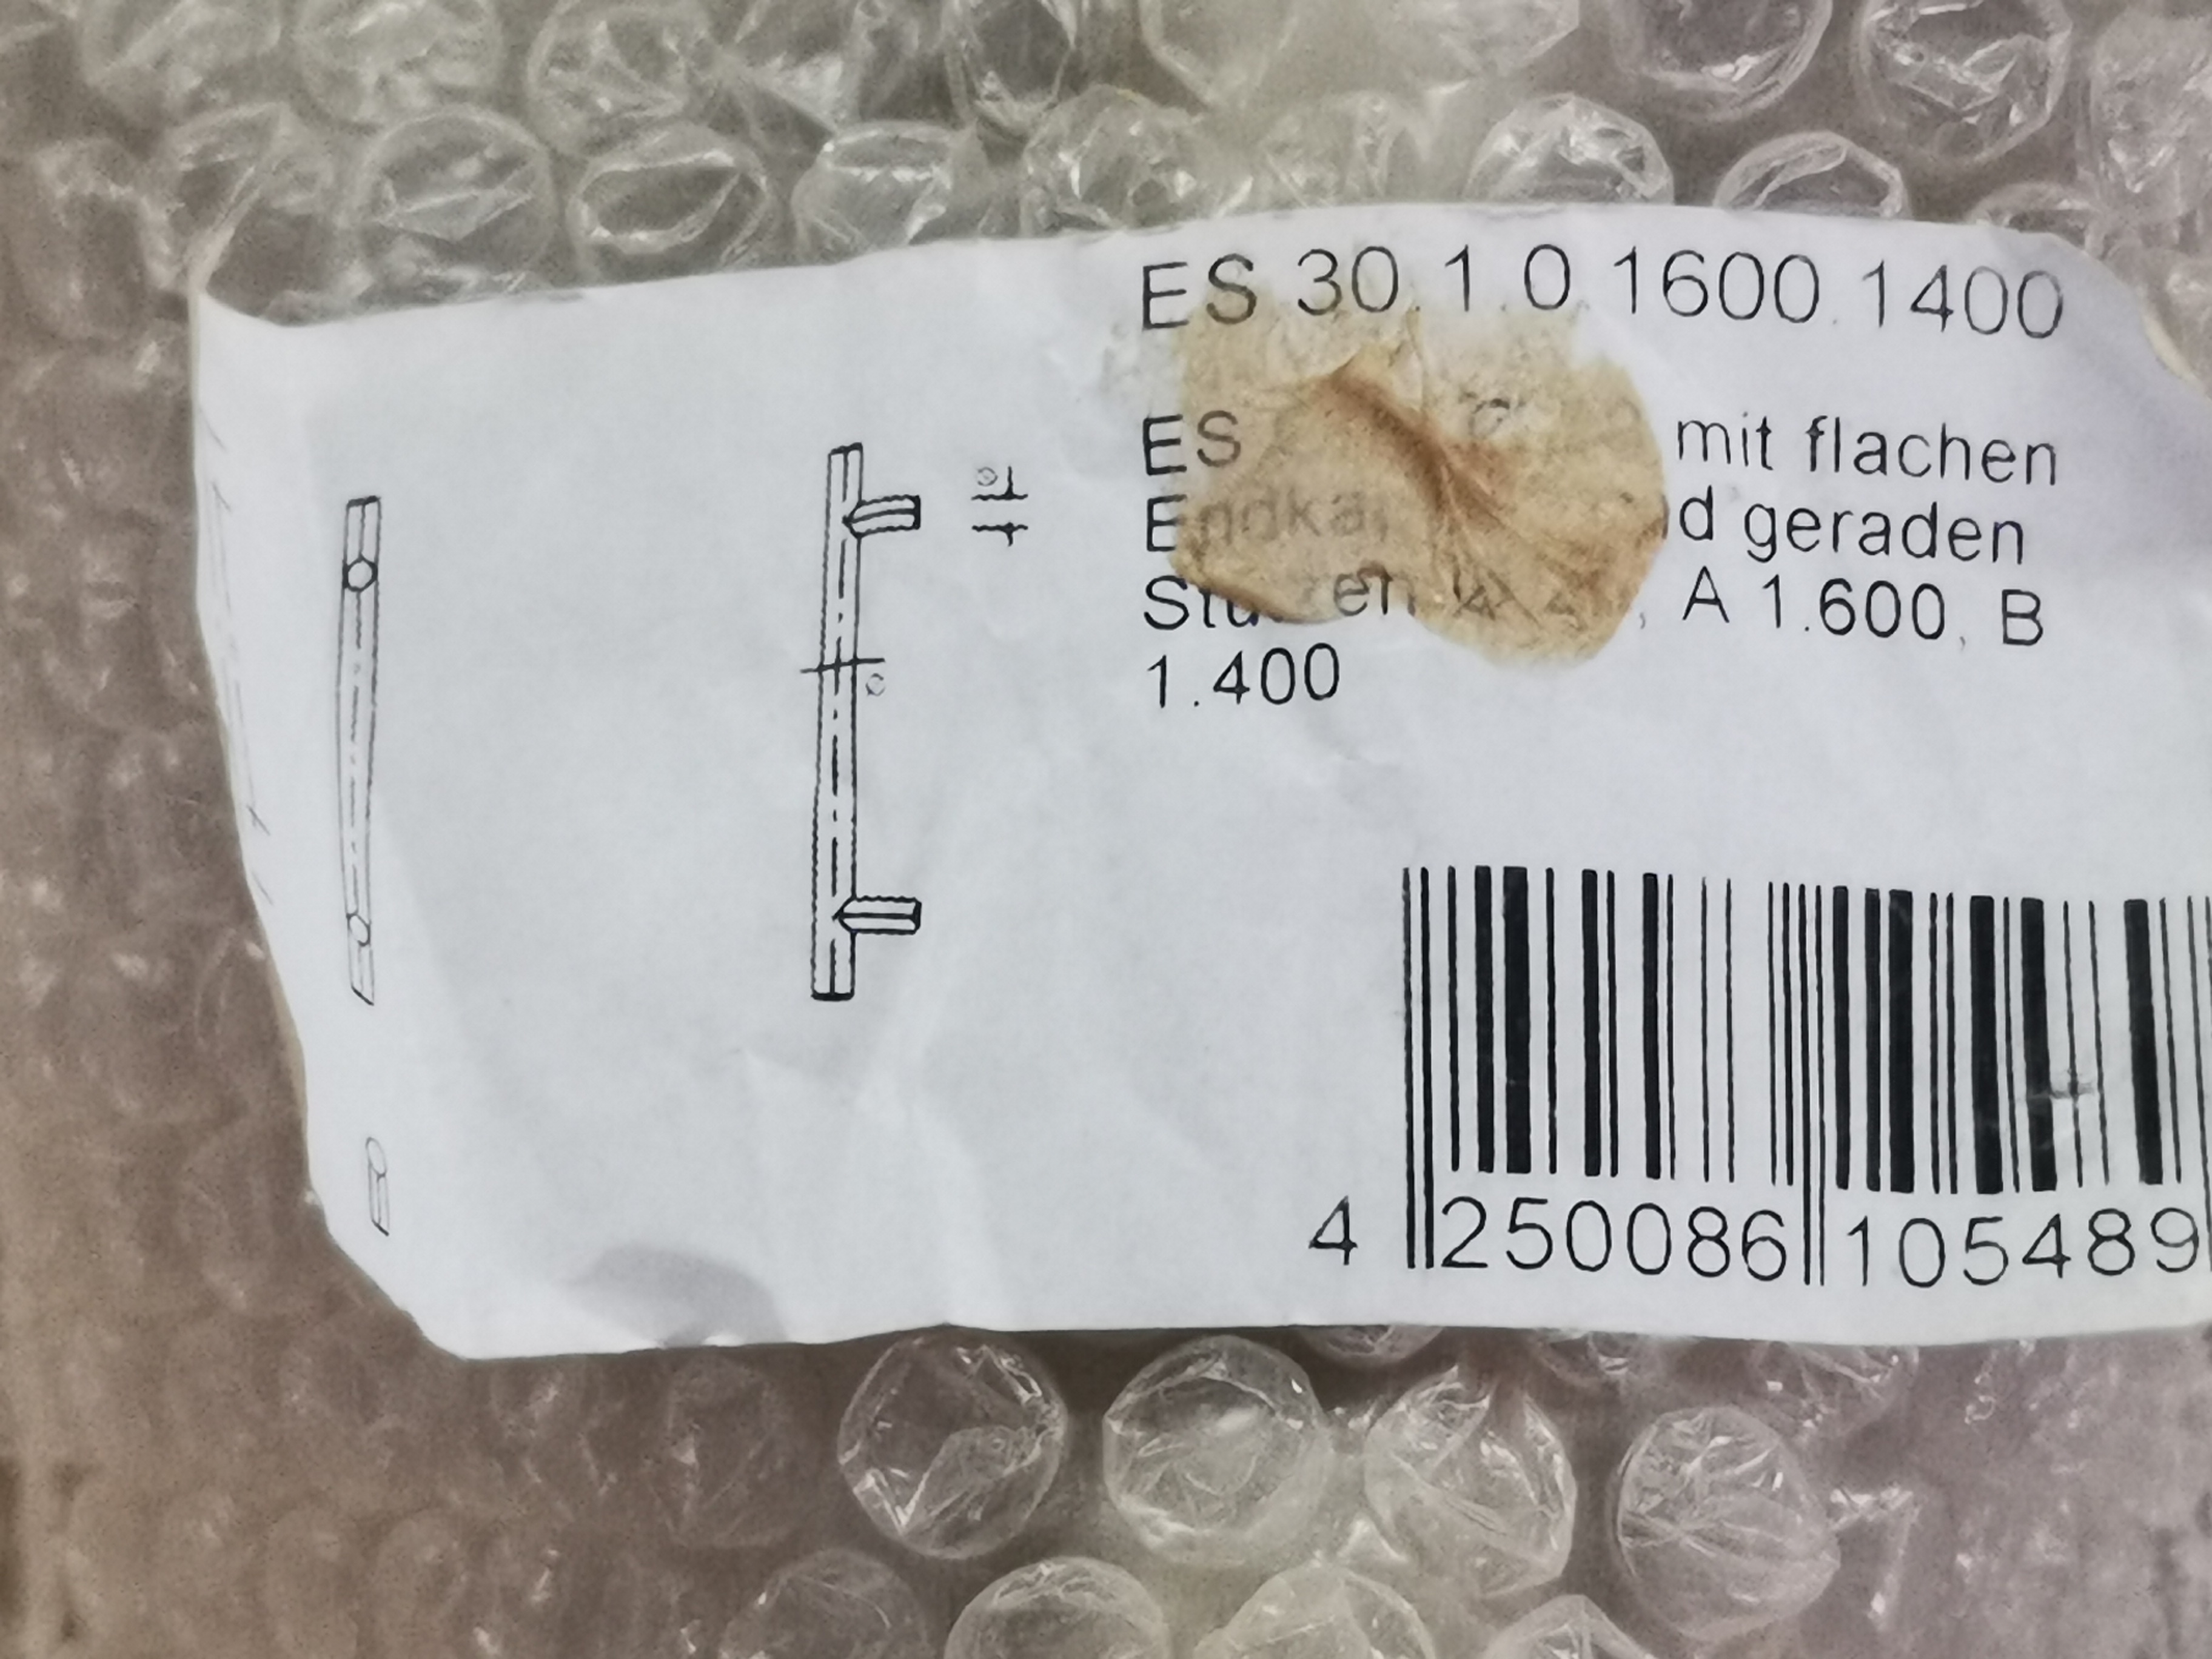 ES 30.1.0.1600.1400
ES mit flachen
geraden
A 1.600, B
1.400
4 250086 105489